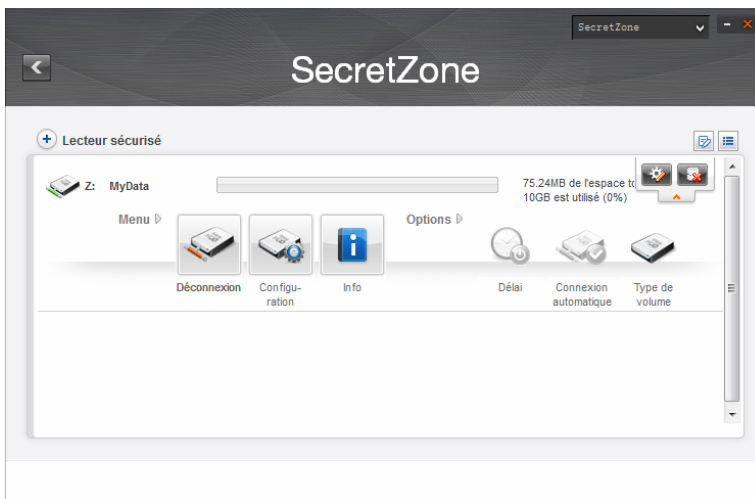 SecretZone
SecretZone
Lecteur sécurisé
Z: MyData
75.24MB de l'espace
10GB est utilisé (0%)
Menu
Options
Déconnexion
Configu-
ration
Info
Délai
Connexion
automatique
Type de
volume